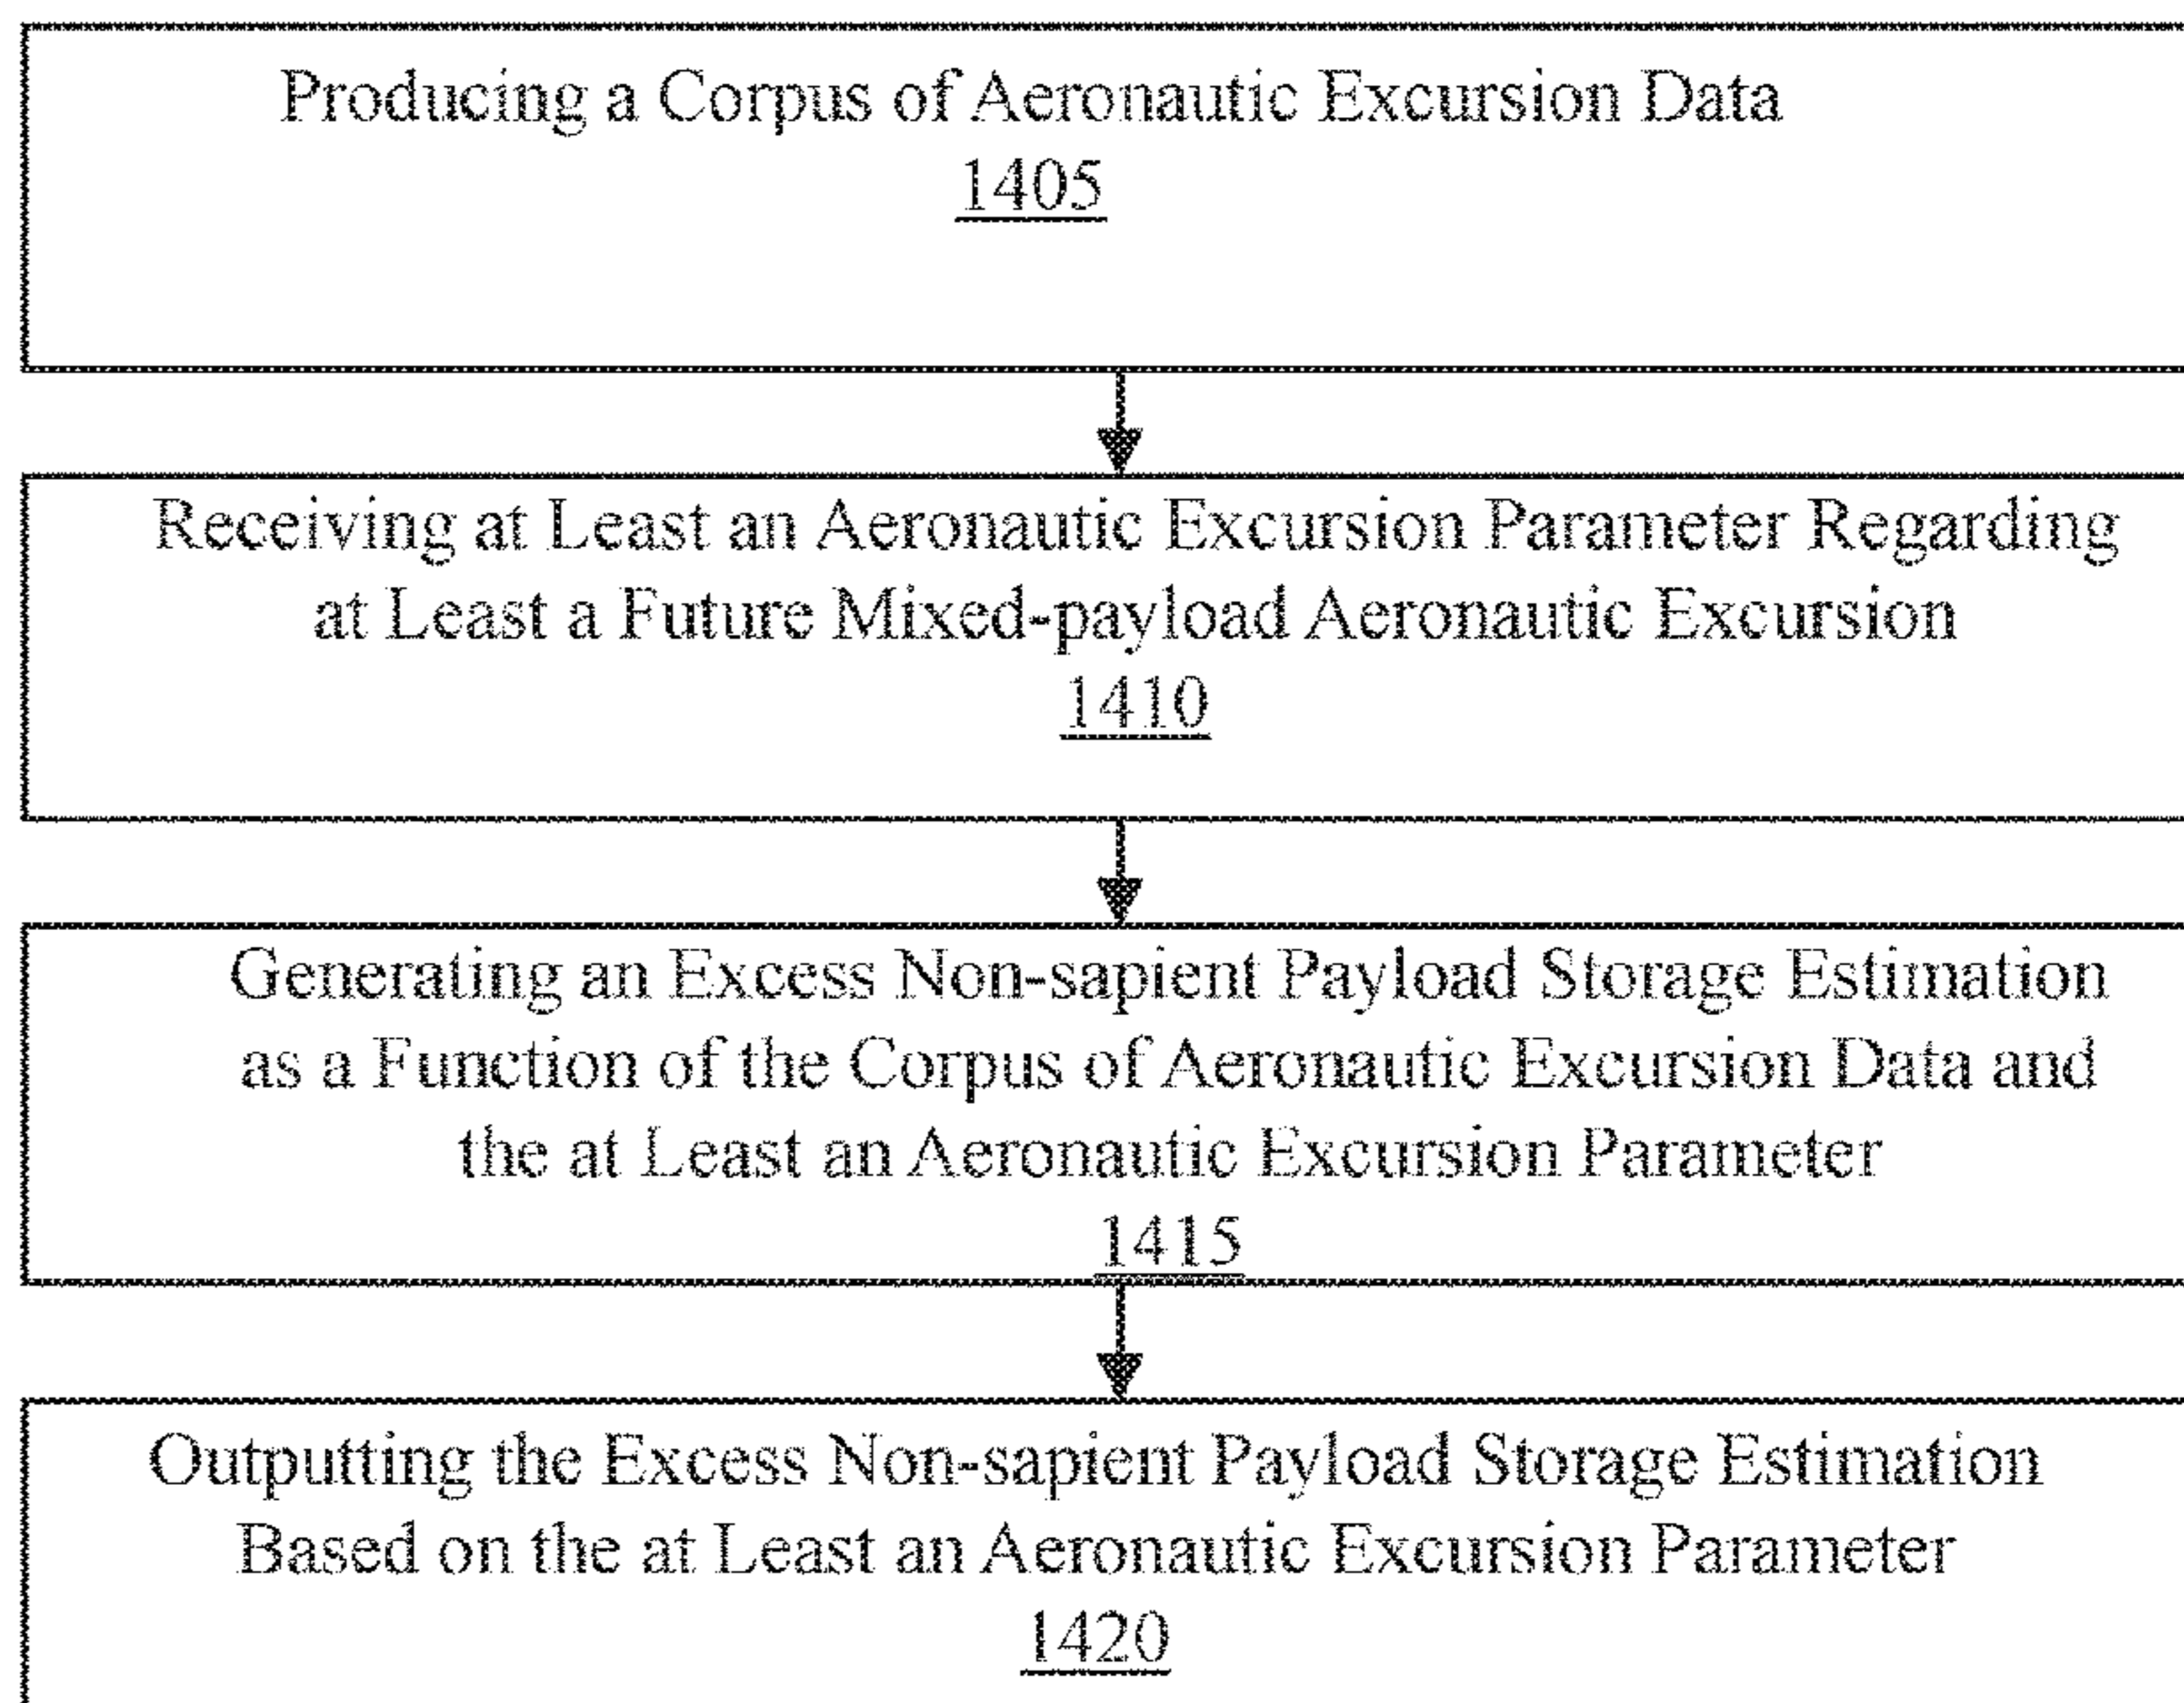 Producing a Corpus of Aeronautic Excursion Data
1405
Receiving at Least an Aeronautic Excursion Parameter Regarding
at Least a Future Mixed-payload Aeronautic Excursion
1410
Generating an Excess Non-sapient Payload Storage Estimation
as a Function of the Corpus of Aeronautic Excursion Data and
the at Least an Aeronautic Excursion Parameter
1415
Outputting the Excess Non-sapient Payload Storage Estimation
Based on the at Least an Aeronautic Excursion Parameter
1420